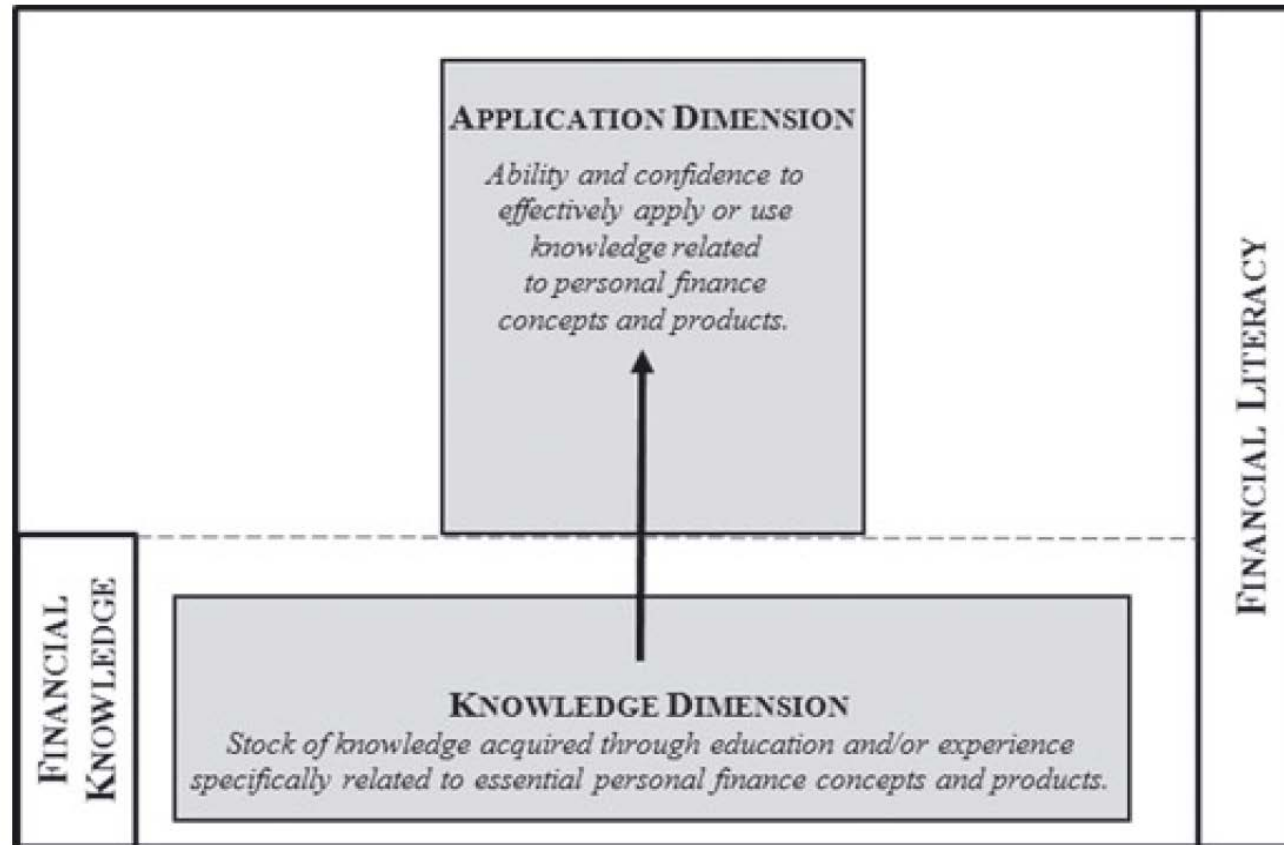 APPLICATION DIMENSION
Ability and confidence to
effectively apply or use
knowledge related
to personal finance
concepts and products.
FINANCIAL LITERACY
FINANCIAL
KNOWLEDGE
KNOWLEDGE DIMENSION
Stock of knowledge acquired through education and/or experience
specifically related to essential personal finance concepts and products.